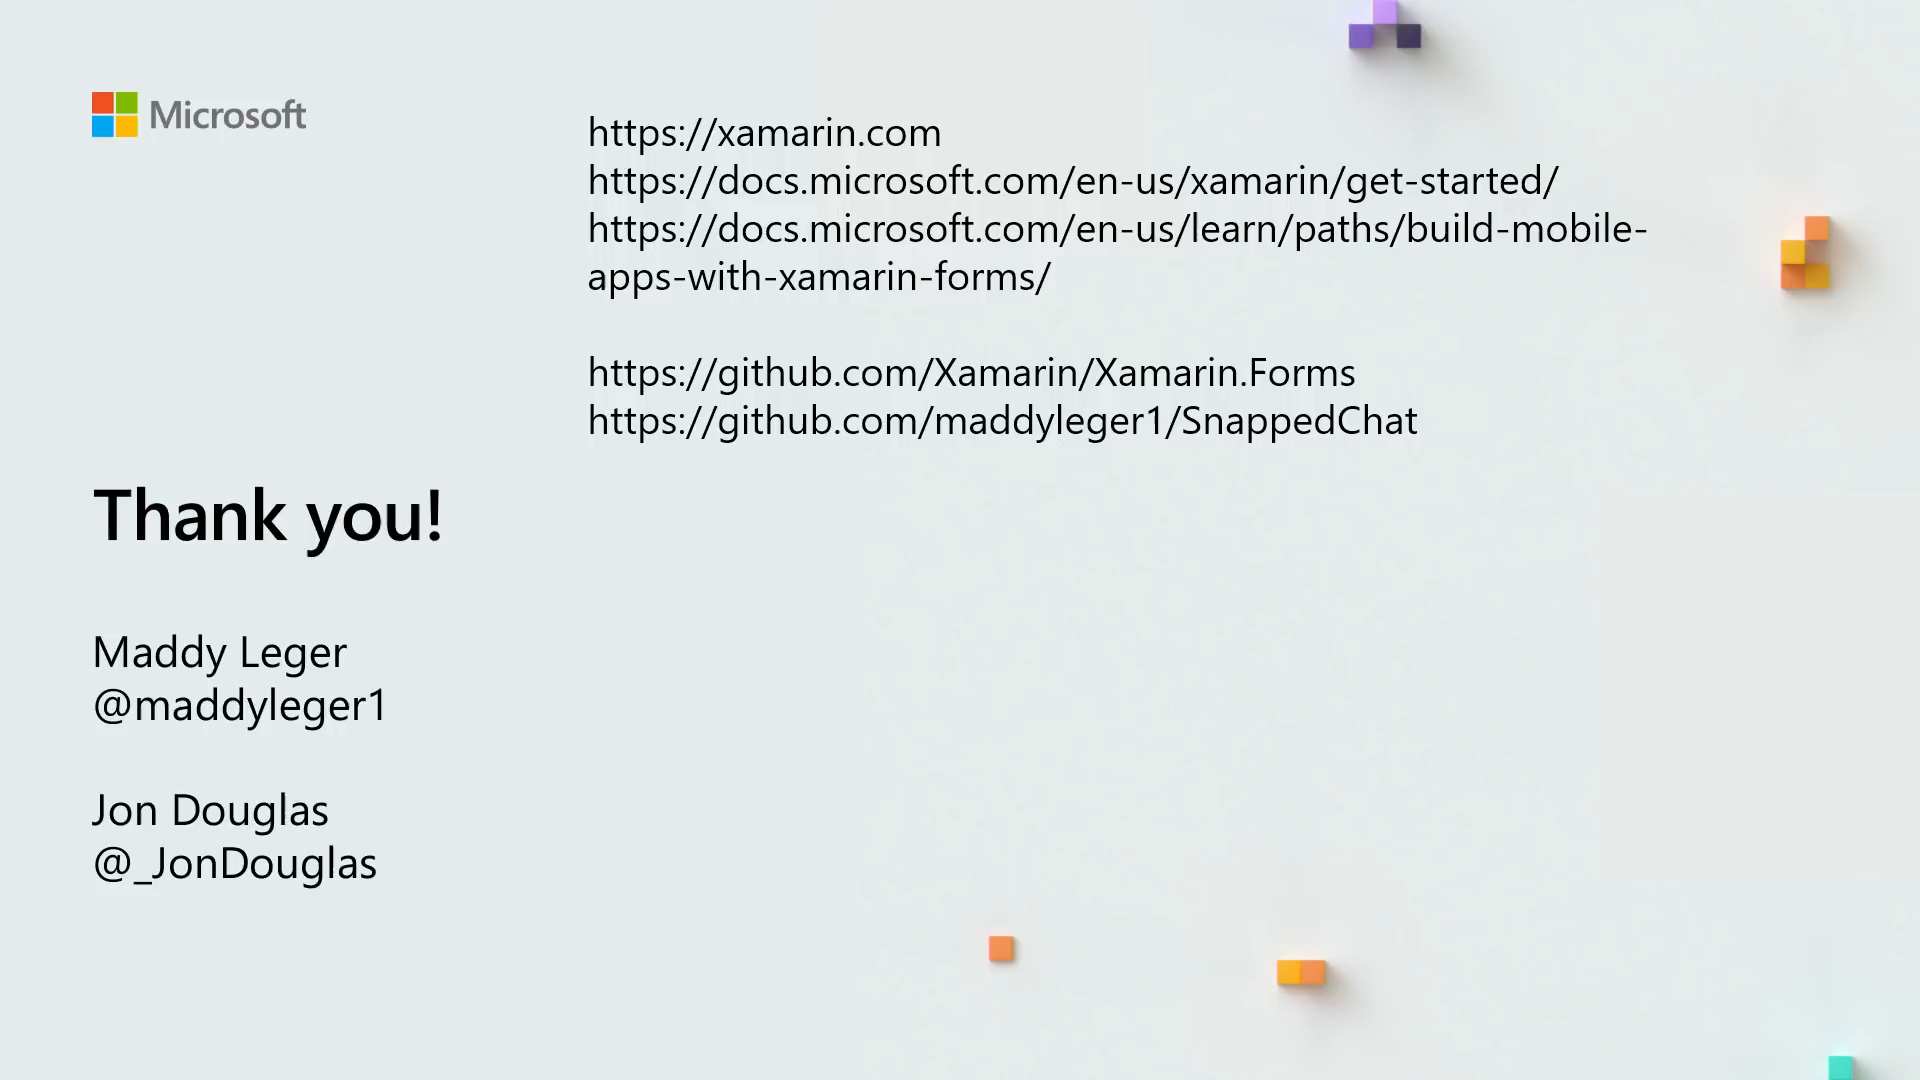 Microsoft
https://xamarin.com
https://docs.microsoft.com/en-us/xamarin/get-started/
https://docs.microsoft.com/en-us/learn/paths/build-mobile-
apps-with-xamarin-forms/
https://github.com/Xamarin/Xamarin.Forms
https://github.com/maddyleger1/SnappedChat
Thank you!
Maddy Leger
@maddyleger1
Jon Douglas
@_JonDouglas